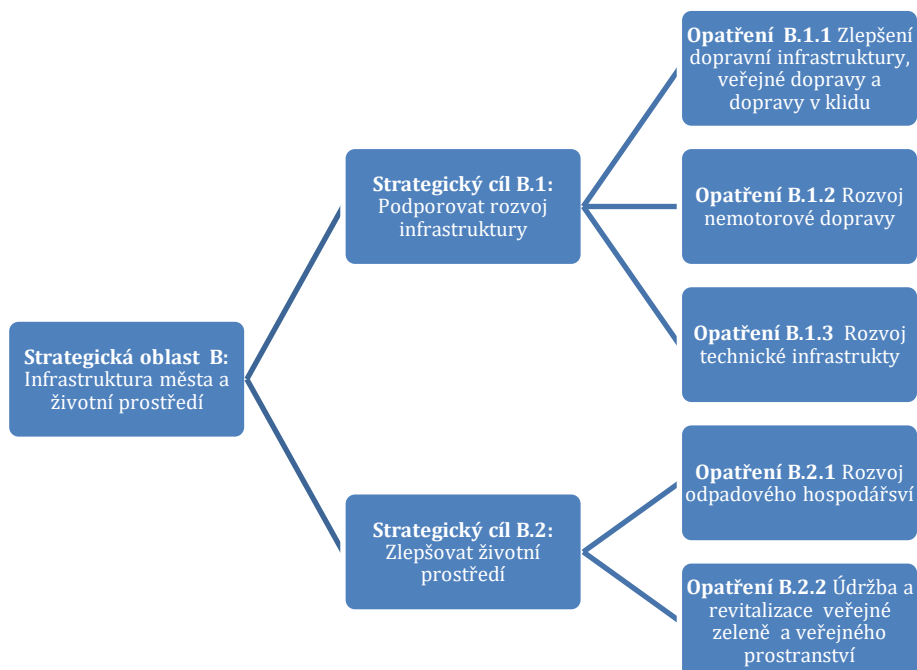 Strategická oblast B:
Infrastruktura města a
životní prostředí
Strategický cíl B.1:
Podporovat rozvoj
infrastruktury
Opatření B.1.1 Zlepšení
dopravní infrastruktury,
veřejné dopravy a
dopravy v klidu
Opatření B.1.2 Rozvoj
nemotorové dopravy
Opatření B.1.3 Rozvoj
technické infrastrukty
Strategický cíl B.2:
Zlepšovat životní
prostředí
Opatření B.2.1 Rozvoj
odpadového hospodářsví
Opatření B.2.2 Údržba a
revitalizace veřejné
zeleně a veřejného
prostranství